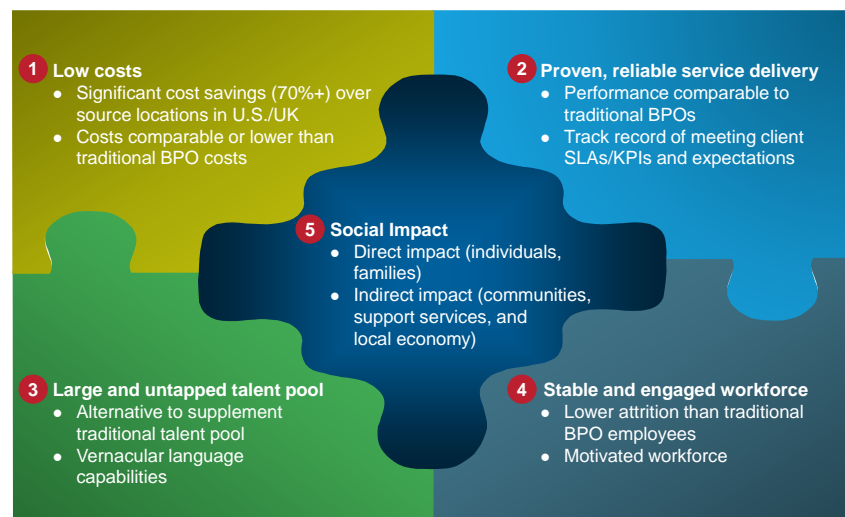 1 Low costs
● Significant cost savings (70%+) over
source locations in U.S./UK
● Costs comparable or lower than
traditional BPO costs
2 Proven, reliable service delivery
● Performance comparable to
traditional BPOs
● Track record of meeting client
SLAs/KPIs and expectations
5 Social Impact
● Direct impact (individuals,
families)
● Indirect impact (communities,
support services, and
local economy)
3 Large and untapped talent pool
● Alternative to supplement
traditional talent pool
● Vernacular language
capabilities
4 Stable and engaged workforce
● Lower attrition than traditional
BPO employees
● Motivated workforce